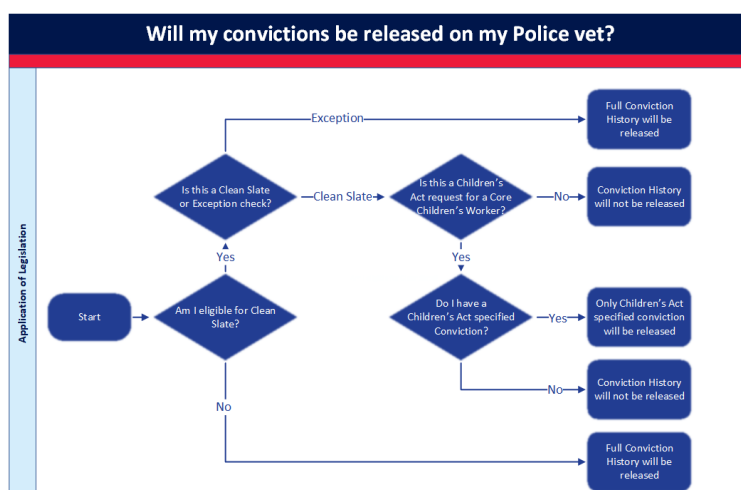 Will my convictions be released on my Police vet?
Application of Legislation
Exception
Full Conviction
History will be
released
Is this a Clean Slate
or Exception check?
Clean Slate
Is this a Children's
Act request for a Core
Children's Worker?
No
Conviction History
will not be released
Yes
Yes
Start
Am I eligible for Clean
Slate?
Do I have a
Children's Act specified
Conviction?
Yes
Only Children's Act
specified conviction
will be released
No
Conviction History
will not be released
No
Full Conviction
History will be
released